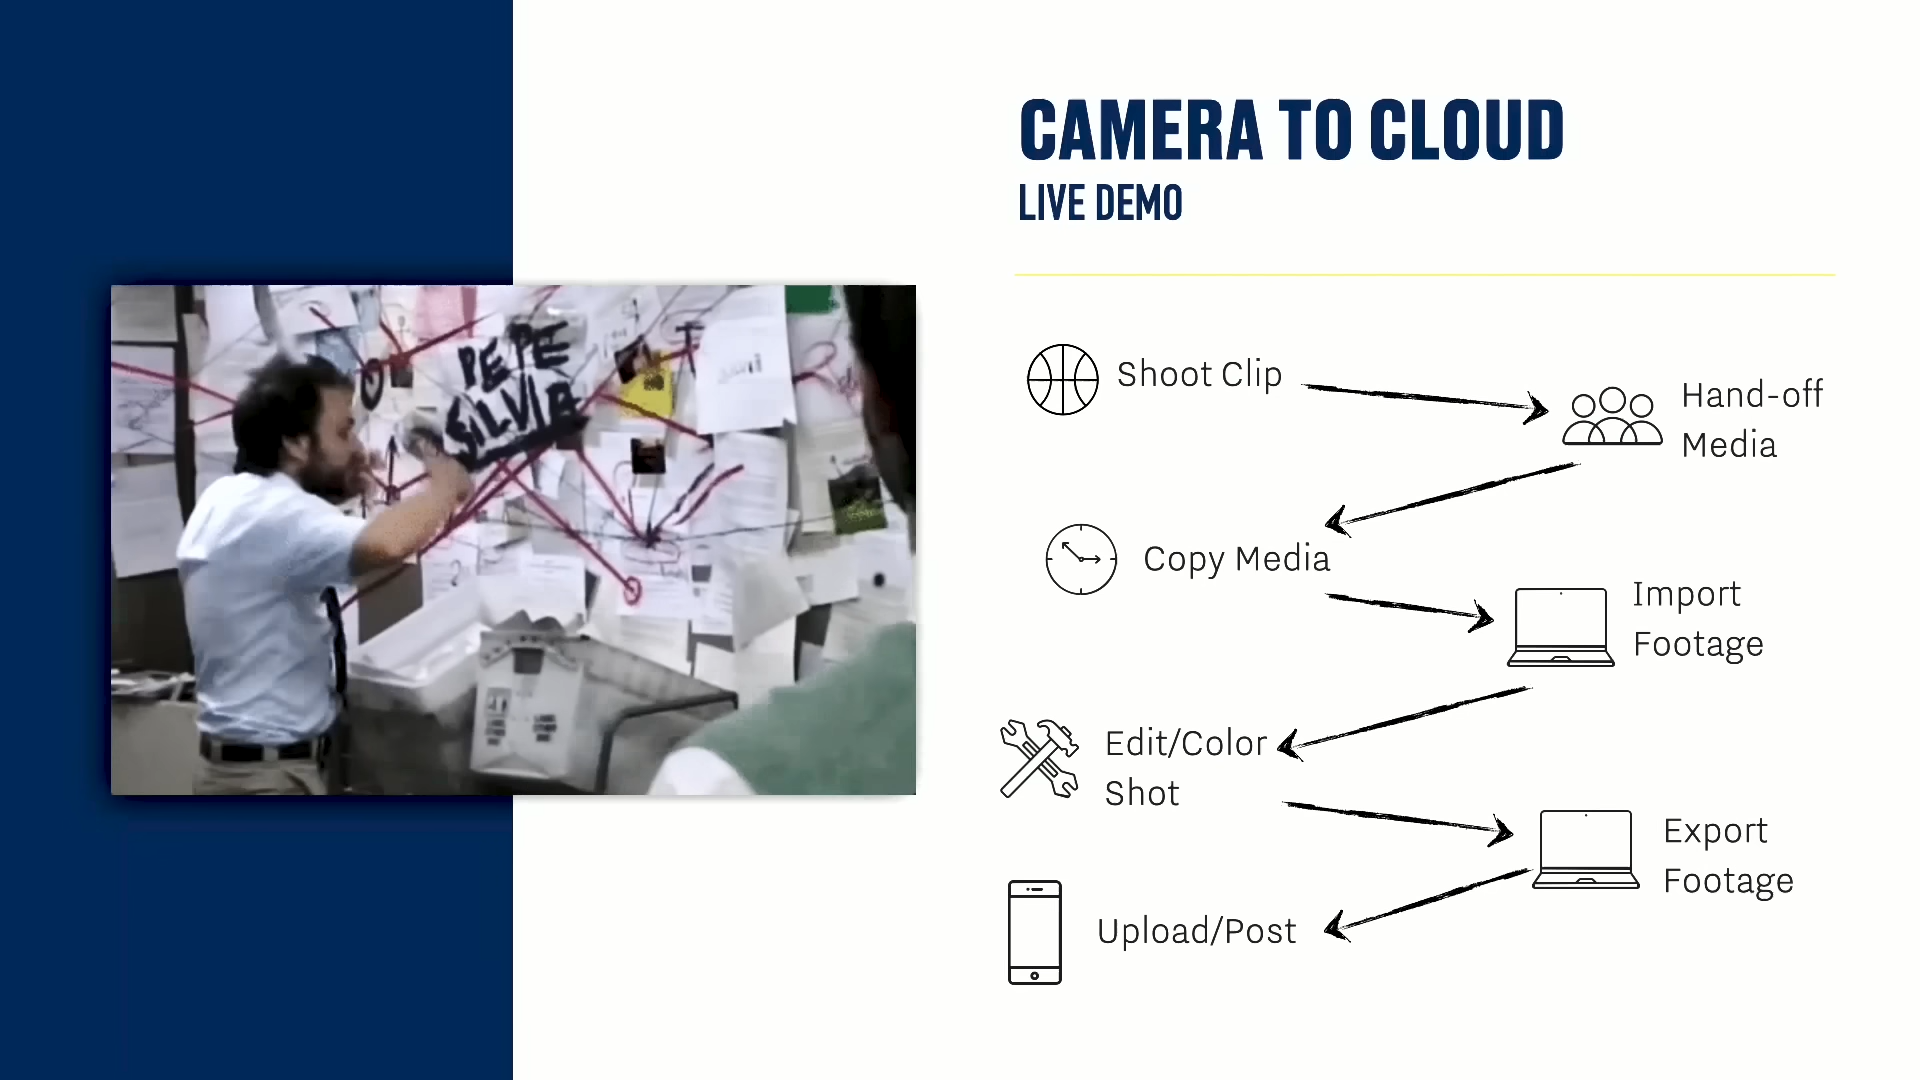 CAMERA TO CLOUD
LIVE DEMO
PEPE
SILVIA
Shoot Clip
Hand-off
Media
Copy Media
Import
Footage
Edit/Color
Shot
Export
Footage
Upload/Post